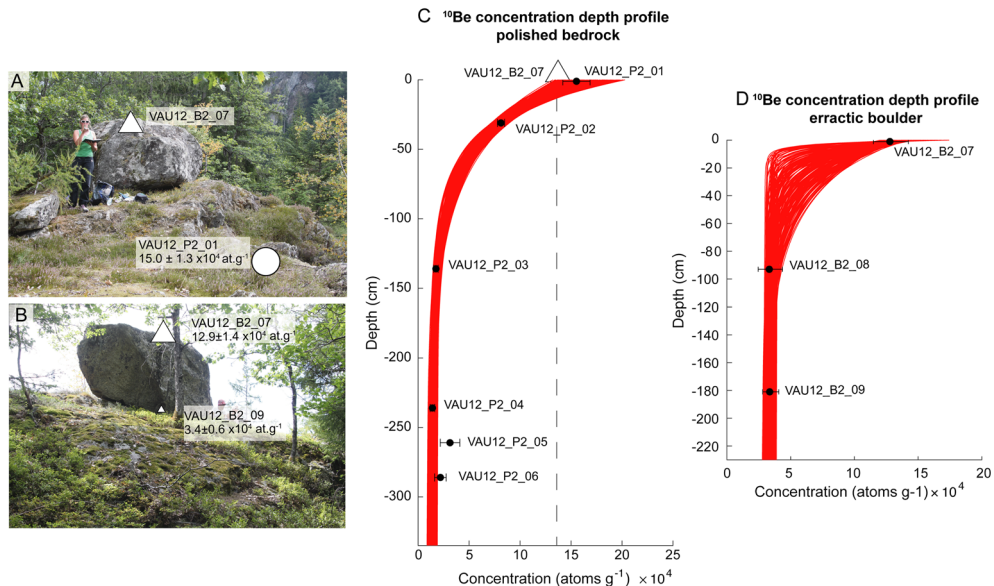 A
VAU12_B2_07
VAU12_P2_01
15.0 ± 1.3 x10⁴ at.g⁻¹
B
VAU12_B2_07
12.9±1.4 x10⁴ at.g⁻¹
VAU12_B2_09
3.4±0.6 x10⁴ at.g⁻¹
C ¹⁰Be concentration depth profile
polished bedrock
VAU12_B2_07
VAU12_P2_01
VAU12_P2_02
VAU12_P2_03
VAU12_P2_04
VAU12_P2_05
VAU12_P2_06
0
-50
-100
-150
-200
-250
-300
Depth (cm)
0 5 10 15 20 25
Concentration (atoms g⁻¹) × 10⁴
D ¹⁰Be concentration depth profile
erractic boulder
VAU12_B2_07
VAU12_B2_08
VAU12_B2_09
0
-20
-40
-60
-80
-100
-120
-140
-160
-180
-200
-220
Depth (cm)
0 5 10 15 20
Concentration (atoms g-1) × 10⁴